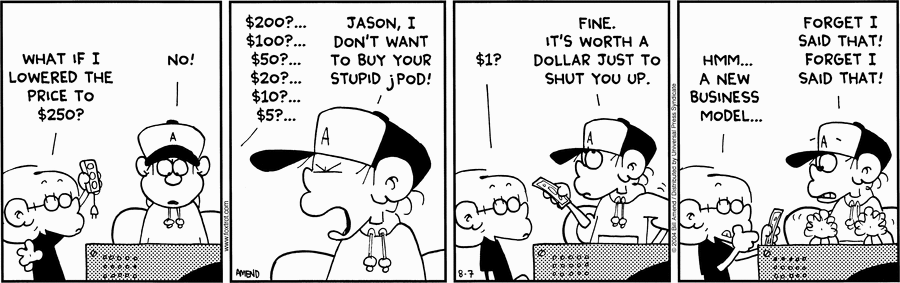 WHAT IF I
LOWERED THE
PRICE TO
$250?
NO!
A
www.foxtrot.com
$200?...
$100?...
$50?...
$20?...
$10?...
$5?...
JASON, I
DON'T WANT
TO BUY YOUR
STUPID jPOD!
A
AMEND
$1?
FINE.
IT'S WORTH A
DOLLAR JUST TO
SHUT YOU UP.
A
8-7
©2004 Bill Amend / Distributed by Universal Press Syndicate
HMM...
A NEW
BUSINESS
MODEL...
FORGET I
SAID THAT!
FORGET I
SAID THAT!
A